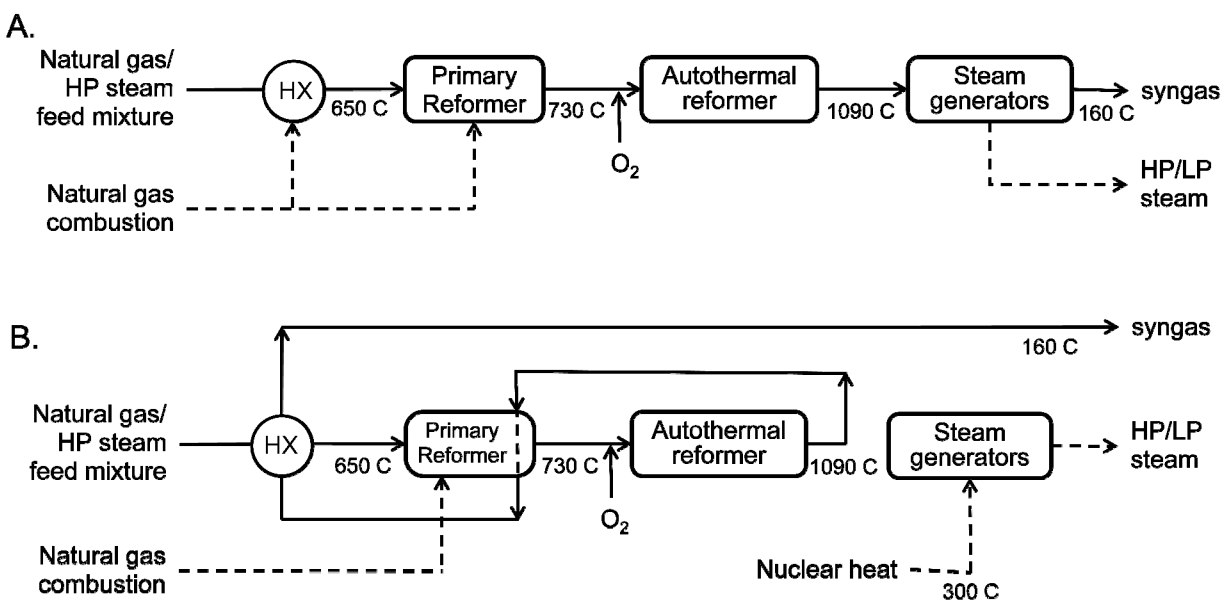 A.
Natural gas/
HP steam
feed mixture
HX
650 C
Primary
Reformer
730 C
O₂
Autothermal
reformer
1090 C
Steam
generators
160 C
syngas
HP/LP
steam
Natural gas
combustion
B.
syngas
160 C
Natural gas/
HP steam
feed mixture
HX
650 C
Primary
Reformer
730 C
O₂
Autothermal
reformer
1090 C
Steam
generators
HP/LP
steam
Natural gas
combustion
Nuclear heat
300 C